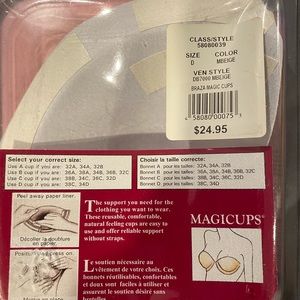 CLASS/STYLE
58080039
SIZE COLOR
D MBEIGE
VEN STYLE
DB7000 MBEIGE
BRAZA MAGIC CUPS
4 58080 00075 3
$24.95
Select your correct size:
Use A cup if you are: 32A, 34A, 32B
Use B cup if you are: 36A, 38A, 34B, 36B, 32C
Use C cup if you are: 38B, 34C, 36C, 32D
Use D cup if you are: 38C, 34D
Choisir la taille correcte:
Bonnet A pour les tailles: 32A, 34A, 32B
Bonnet B pour les tailles: 36A, 38A, 34B, 36B, 32C
Bonnet C pour les tailles: 38B, 34C, 36C, 32D
Bonnet D pour les tailles: 38C, 34D
Peel away paper liner.
Décoller la doublure
en papier.
The support you need for the
clothing you want to wear.
These reusable, comfortable,
natural feeling cups are easy to
use and offer reliable support
without straps.
MAGICUPS®
Le soutien nécessaire au
vêtement de votre choix. Ces
bonnets réutilisables, confortables
et doux sont faciles à utiliser et
assurent le soutien désiré sans